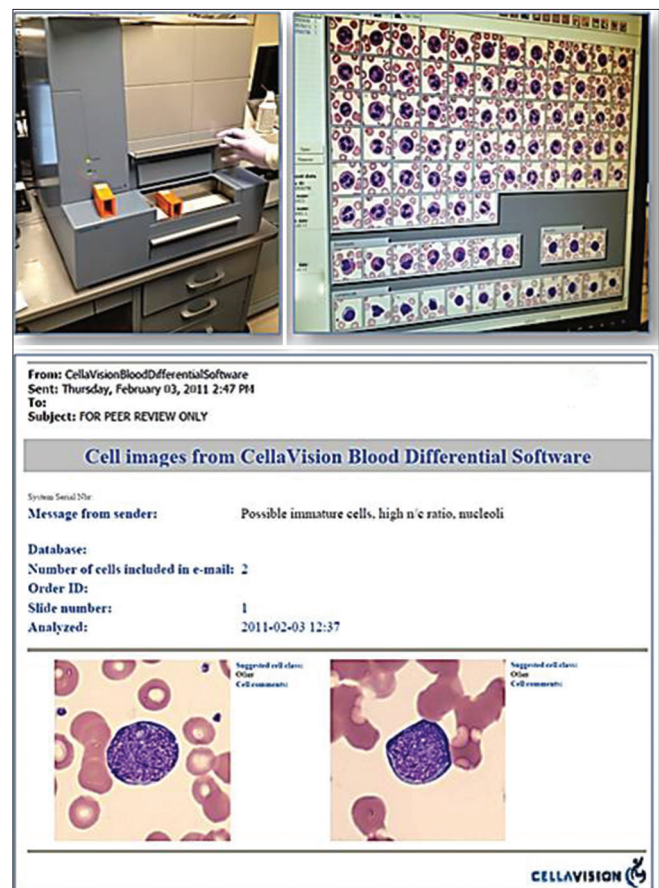 From: CellaVisionBloodDifferentialSoftware
Sent: Thursday, February 03, 2011 2:47 PM
To:
Subject: FOR PEER REVIEW ONLY
Cell images from CellaVision Blood Differential Software
System Serial Nbr:
Message from sender: Possible immature cells, high n/c ratio, nucleoli
Database:
Number of cells included in e-mail: 2
Order ID:
Slide number: 1
Analyzed: 2011-02-03 12:37
Suggested cell class:
Other
Cell comments:
Suggested cell class:
Other
Cell comments:
CELLAVISION